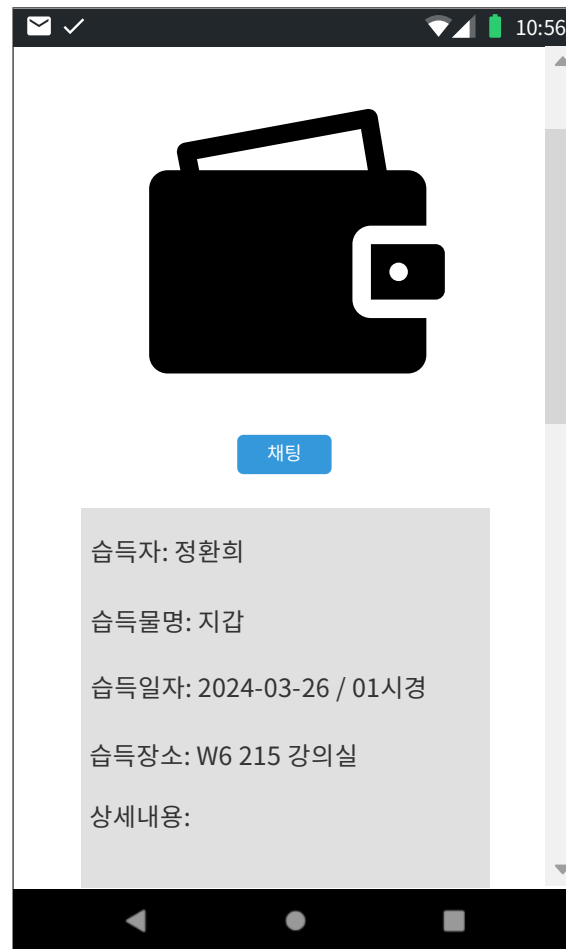 10:56
채팅
습득자: 정환희
습득물명: 지갑
습득일자: 2024-03-26 / 01시경
습득장소: W6 215 강의실
상세내용: